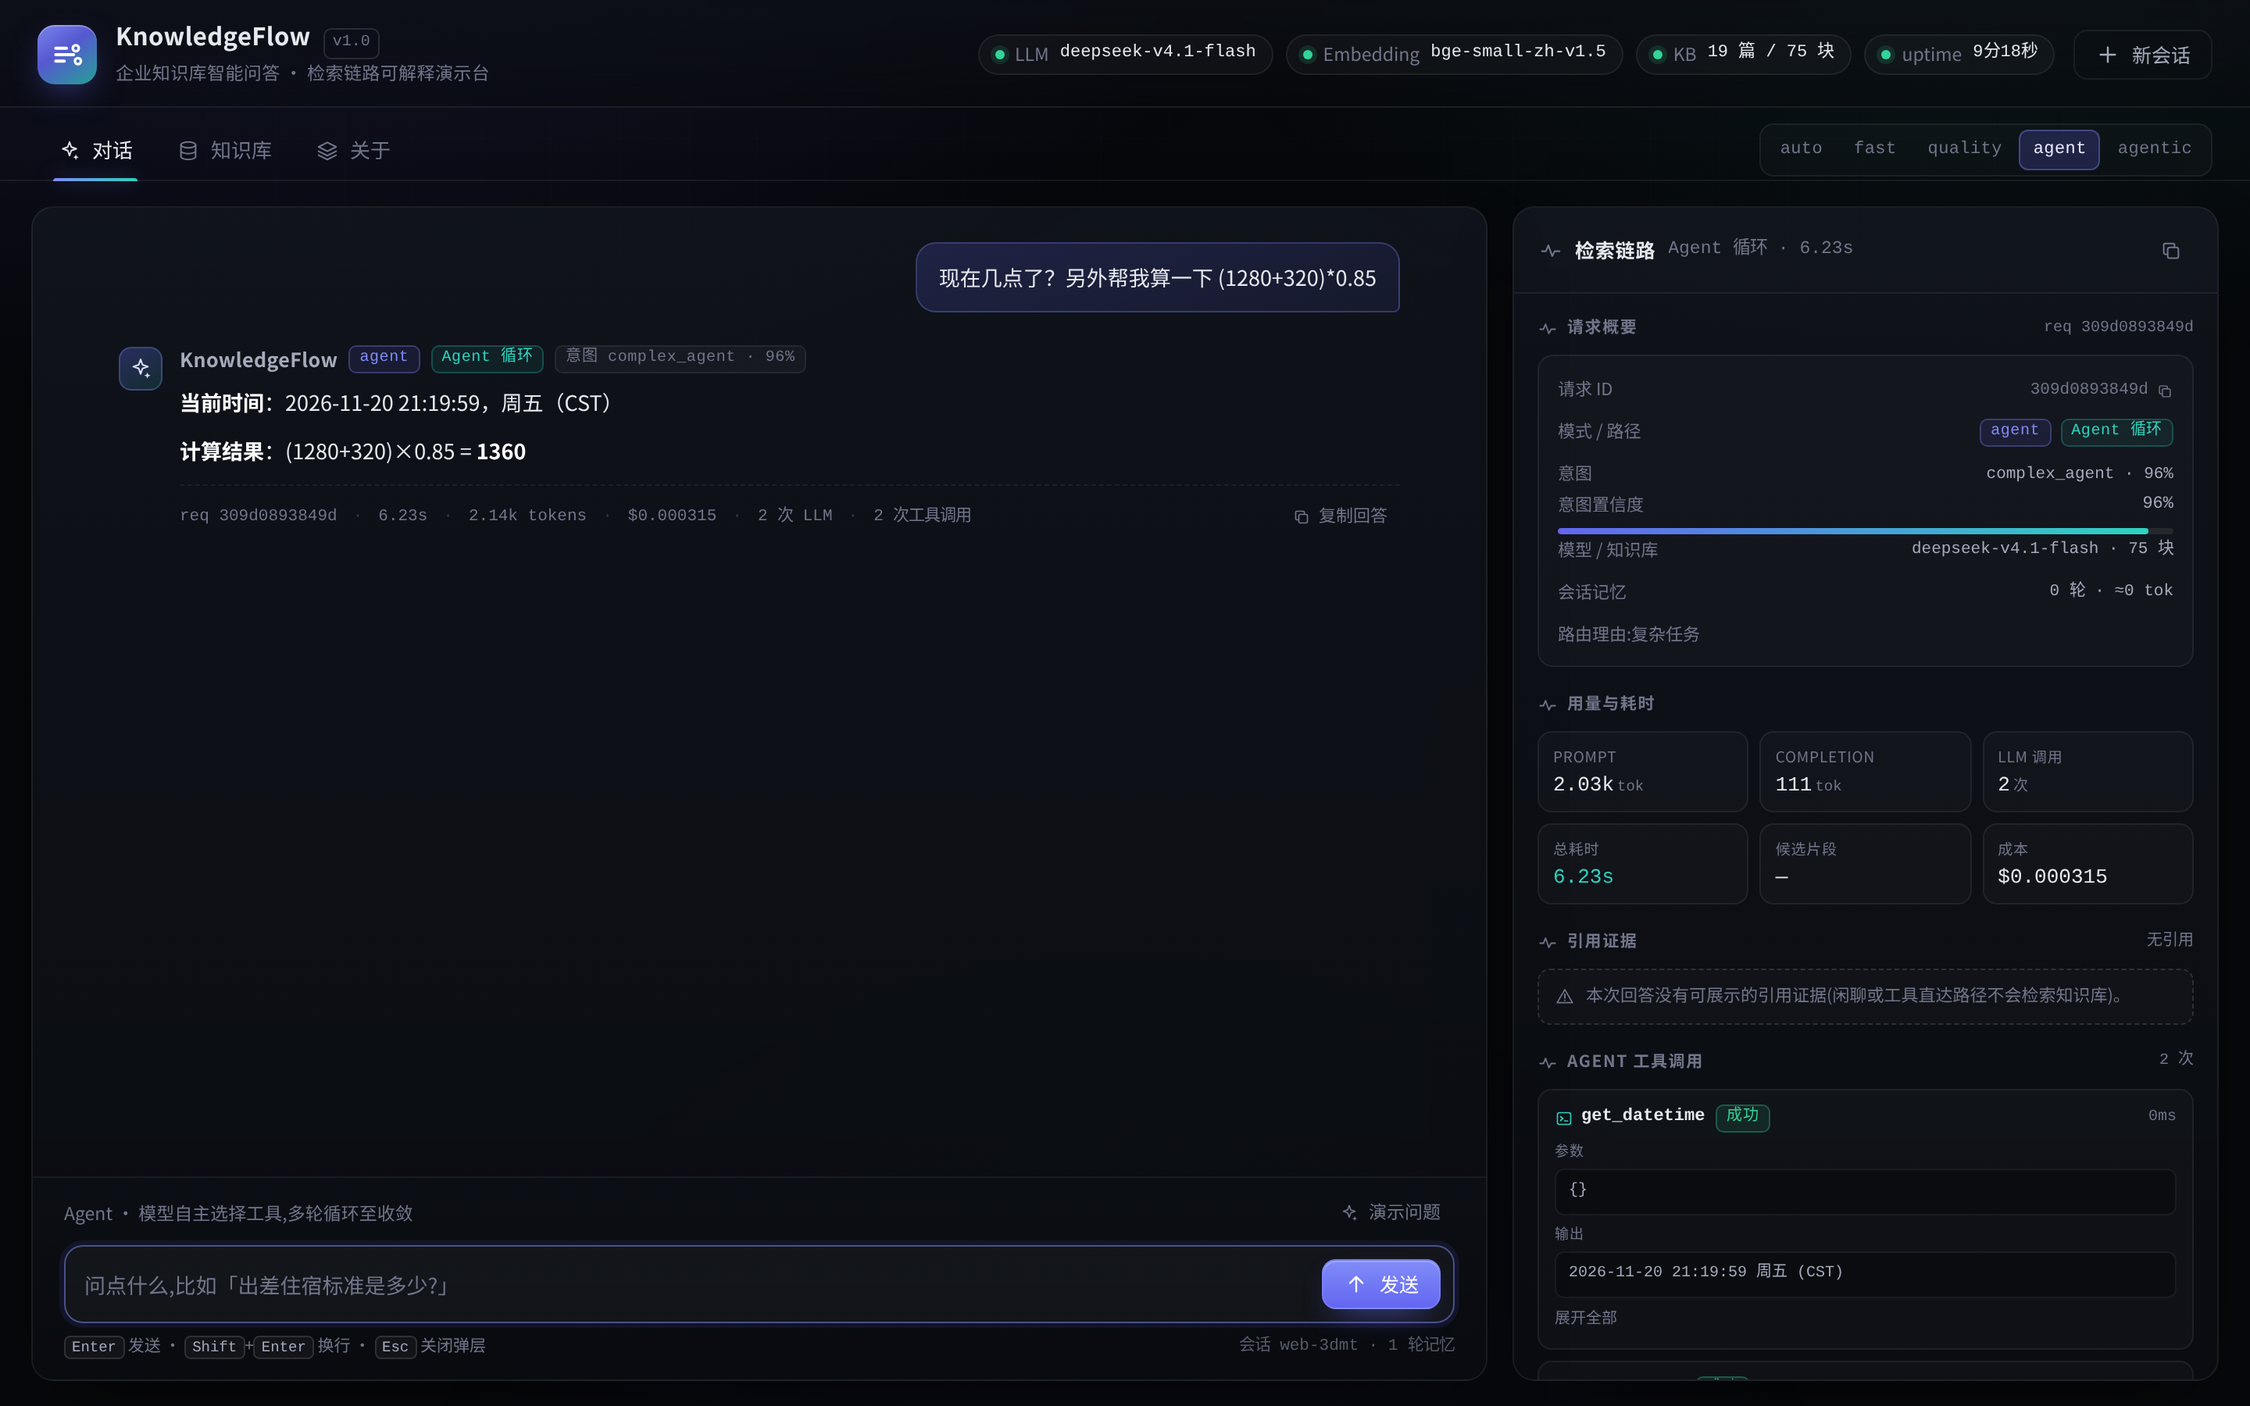 KnowledgeFlow v1.0
企业知识库智能问答 · 检索链路可解释演示台
LLM deepseek-v4.1-flash
Embedding bge-small-zh-v1.5
KB 19 篇 / 75 块
uptime 9分18秒
新会话
对话
知识库
关于
auto fast quality agent agentic
现在几点了？另外帮我算一下 (1280+320)*0.85
KnowledgeFlow agent Agent 循环 意图 complex_agent · 96%
当前时间：2026-11-20 21:19:59，周五（CST）
计算结果：(1280+320)×0.85 = 1360
req 309d0893849d · 6.23s · 2.14k tokens · $0.000315 · 2 次 LLM · 2 次工具调用
复制回答
Agent · 模型自主选择工具,多轮循环至收敛
演示问题
问点什么,比如「出差住宿标准是多少?」
发送
Enter 发送 · Shift+Enter 换行 · Esc 关闭弹层
会话 web-3dmt · 1 轮记忆
检索链路 Agent 循环 · 6.23s
请求概要 req 309d0893849d
请求 ID 309d0893849d
模式 / 路径 agent Agent 循环
意图 complex_agent · 96%
意图置信度 96%
模型 / 知识库 deepseek-v4.1-flash · 75 块
会话记忆 0 轮 · ≈0 tok
路由理由:复杂任务
用量与耗时
PROMPT
2.03k tok
COMPLETION
111 tok
LLM 调用
2 次
总耗时
6.23s
候选片段
—
成本
$0.000315
引用证据 无引用
本次回答没有可展示的引用证据(闲聊或工具直达路径不会检索知识库)。
AGENT 工具调用 2 次
get_datetime 成功 0ms
参数
{}
输出
2026-11-20 21:19:59 周五 (CST)
展开全部